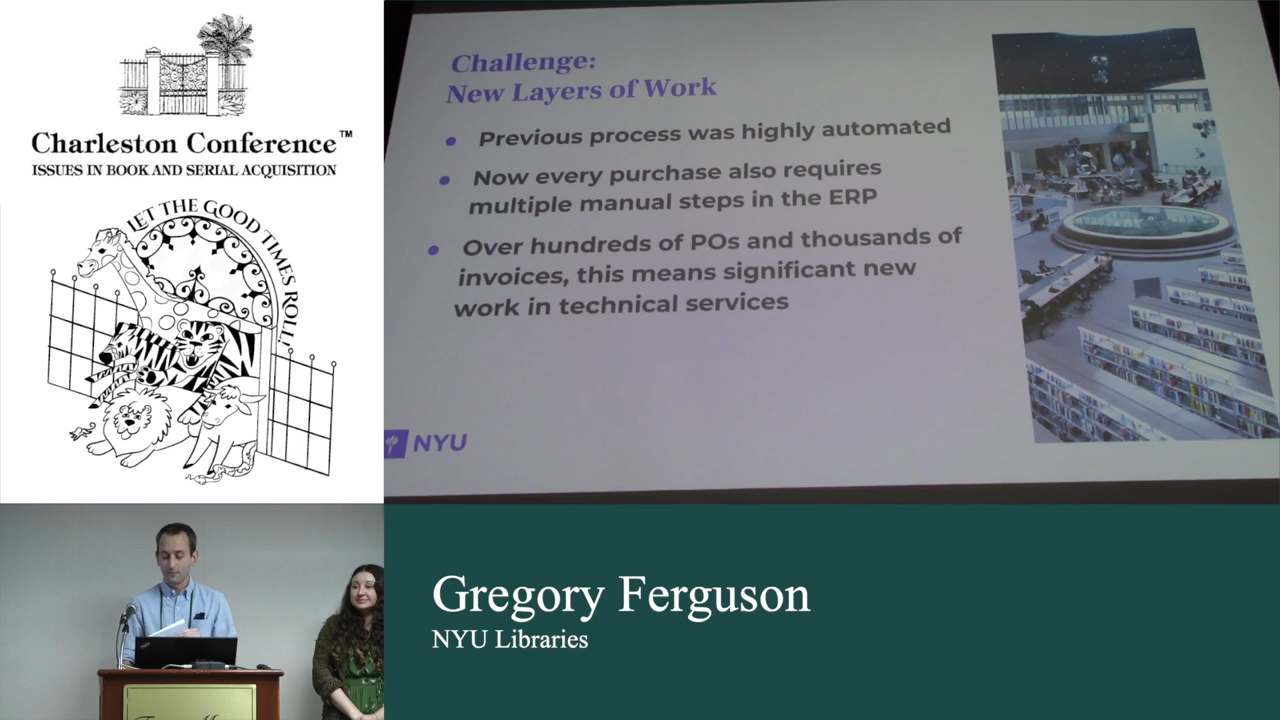 Charleston Conference™
ISSUES IN BOOK AND SERIAL ACQUISITION
LET THE GOOD TIMES ROLL!
Challenge:
New Layers of Work
• Previous process was highly automated
• Now every purchase also requires
multiple manual steps in the ERP
• Over hundreds of POs and thousands of
invoices, this means significant new
work in technical services
NYU
Gregory Ferguson
NYU Libraries